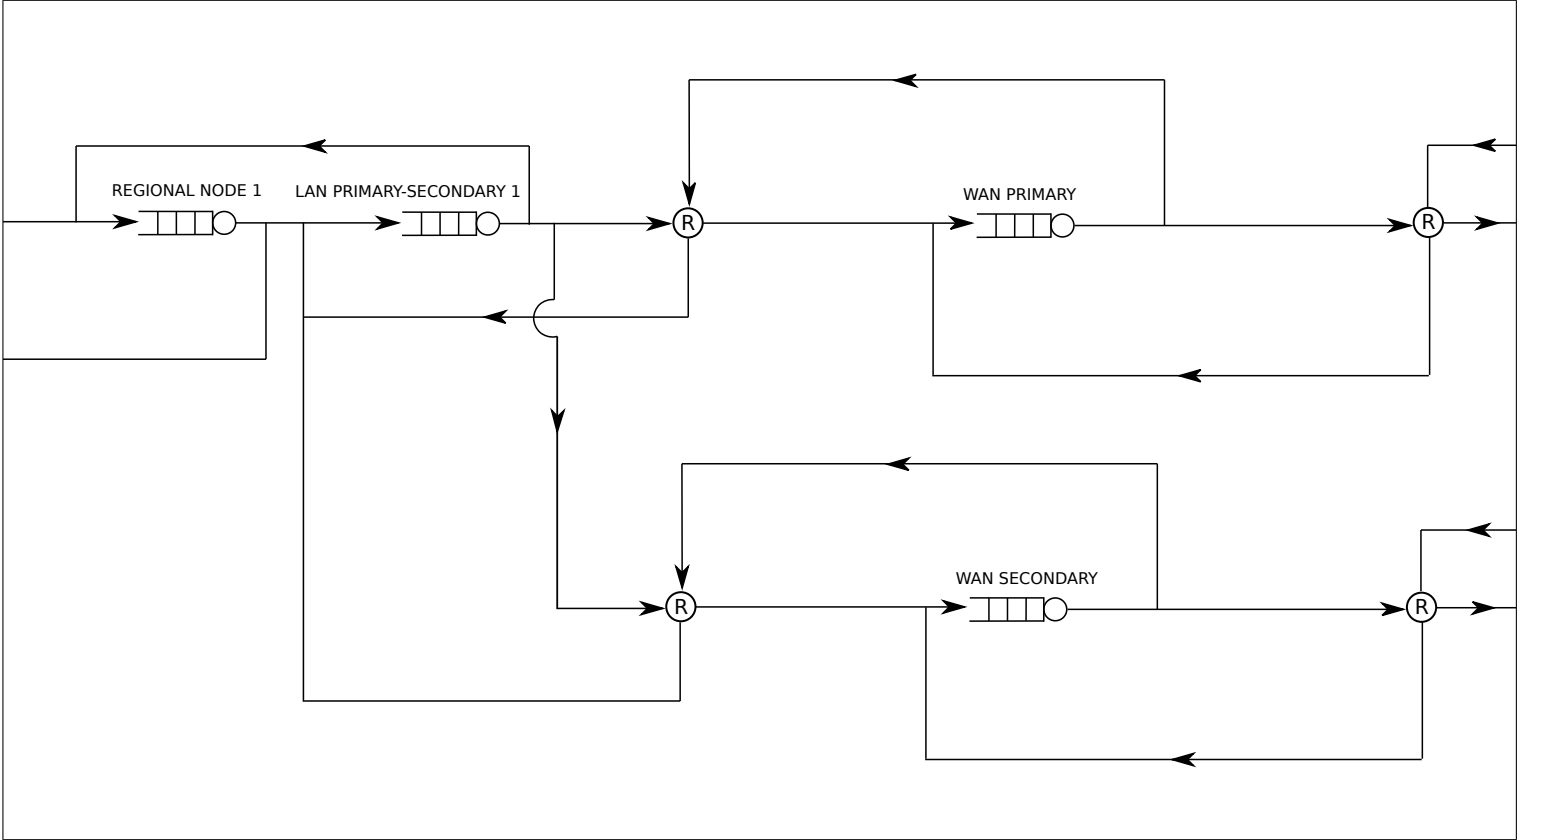 REGIONAL NODE 1
LAN PRIMARY-SECONDARY 1
WAN PRIMARY
R
R
WAN SECONDARY
R
R